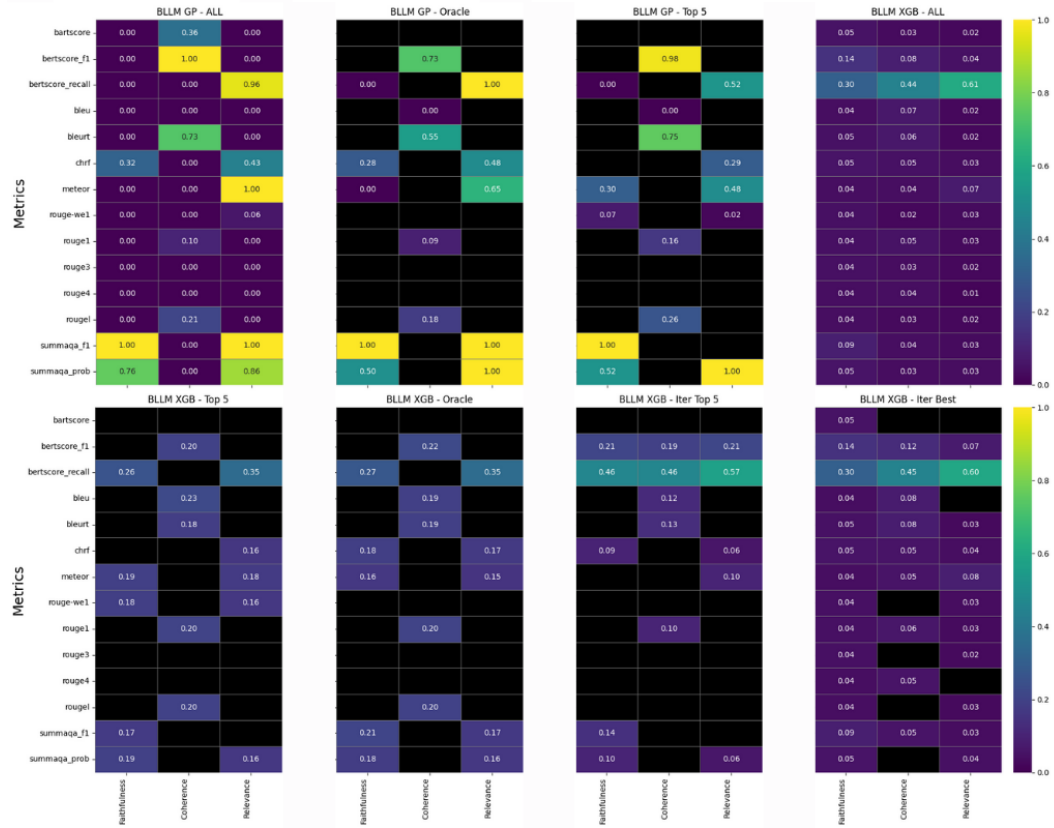 BLLM GP - ALL
BLLM GP - Oracle
BLLM GP - Top 5
BLLM XGB - ALL
Metrics
bartscore 0.00 0.36 0.00 0.05 0.03 0.02 1.0
bertscore_f1 0.00 1.00 0.00 0.73 0.98 0.14 0.08 0.04
bertscore_recall 0.00 0.00 0.96 0.00 1.00 0.00 0.52 0.30 0.44 0.61 0.8
bleu 0.00 0.00 0.00 0.00 0.00 0.04 0.07 0.02
bleurt 0.00 0.73 0.00 0.55 0.75 0.05 0.06 0.02
chrf 0.32 0.00 0.43 0.28 0.48 0.29 0.05 0.05 0.03 0.6
meteor 0.00 0.00 1.00 0.00 0.65 0.30 0.48 0.04 0.04 0.07
rouge-we1 0.00 0.00 0.06 0.07 0.02 0.04 0.02 0.03
rouge1 0.00 0.10 0.00 0.09 0.16 0.04 0.05 0.03 0.4
rouge3 0.00 0.00 0.00 0.04 0.03 0.02
rouge4 0.00 0.00 0.00 0.04 0.04 0.01 0.2
rougel 0.00 0.21 0.00 0.18 0.26 0.04 0.03 0.02
summaqa_f1 1.00 0.00 1.00 1.00 1.00 1.00 0.09 0.04 0.03
summaqa_prob 0.76 0.00 0.86 0.50 1.00 0.52 1.00 0.05 0.03 0.03 0.0
BLLM XGB - Top 5
BLLM XGB - Oracle
BLLM XGB - Iter Top 5
BLLM XGB - Iter Best
Metrics
bartscore 0.05 1.0
bertscore_f1 0.20 0.22 0.21 0.19 0.21 0.14 0.12 0.07
bertscore_recall 0.26 0.35 0.27 0.35 0.46 0.46 0.57 0.30 0.45 0.60 0.8
bleu 0.23 0.19 0.12 0.04 0.08
bleurt 0.18 0.19 0.13 0.05 0.08 0.03
chrf 0.16 0.18 0.17 0.09 0.06 0.05 0.05 0.04 0.6
meteor 0.19 0.18 0.16 0.15 0.10 0.04 0.05 0.08
rouge-we1 0.18 0.16 0.04 0.03
rouge1 0.20 0.20 0.10 0.04 0.06 0.03 0.4
rouge3 0.04 0.02
rouge4 0.04 0.05 0.2
rougel 0.20 0.20 0.04 0.03
summaqa_f1 0.17 0.21 0.17 0.14 0.09 0.05 0.03
summaqa_prob 0.19 0.16 0.18 0.16 0.10 0.06 0.05 0.04 0.0
Faithfulness Coherence Relevance Faithfulness Coherence Relevance Faithfulness Coherence Relevance Faithfulness Coherence Relevance